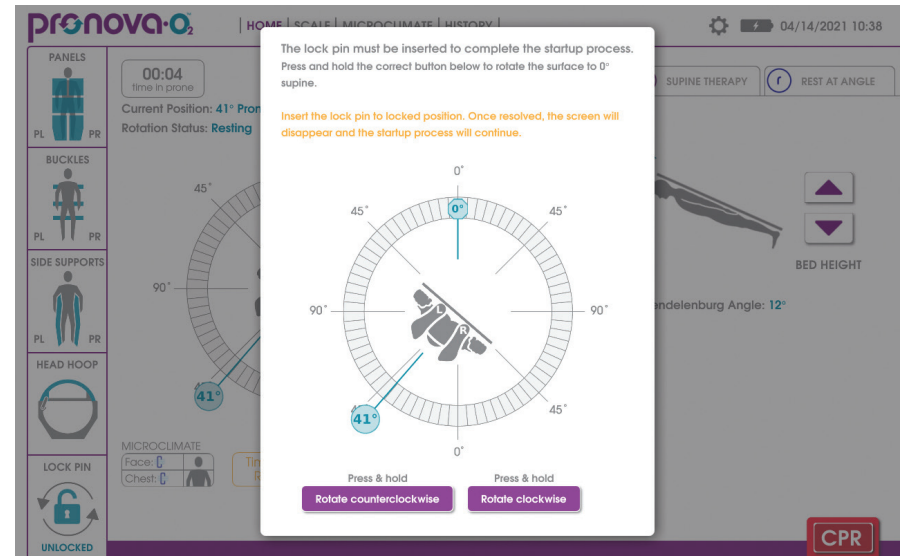 pronova·O2
HOME | SCALE | MICROCLIMATE | HISTORY |
04/14/2021 10:38
PANELS
PL PR
BUCKLES
PL PR
SIDE SUPPORTS
PL PR
HEAD HOOP
LOCK PIN
UNLOCKED
00:04
time in prone
Current Position: 41° Pron
Rotation Status: Resting
45°
90°
41°
MICROCLIMATE
Face:
Chest:
The lock pin must be inserted to complete the startup process.
Press and hold the correct button below to rotate the surface to 0°
supine.
Insert the lock pin to locked position. Once resolved, the screen will
disappear and the startup process will continue.
0°
0°
45° 45°
90° 90°
L
R
41°
45°
0°
Press & hold Press & hold
Rotate counterclockwise Rotate clockwise
SUPINE THERAPY
r REST AT ANGLE
BED HEIGHT
ndelenburg Angle: 12°
CPR